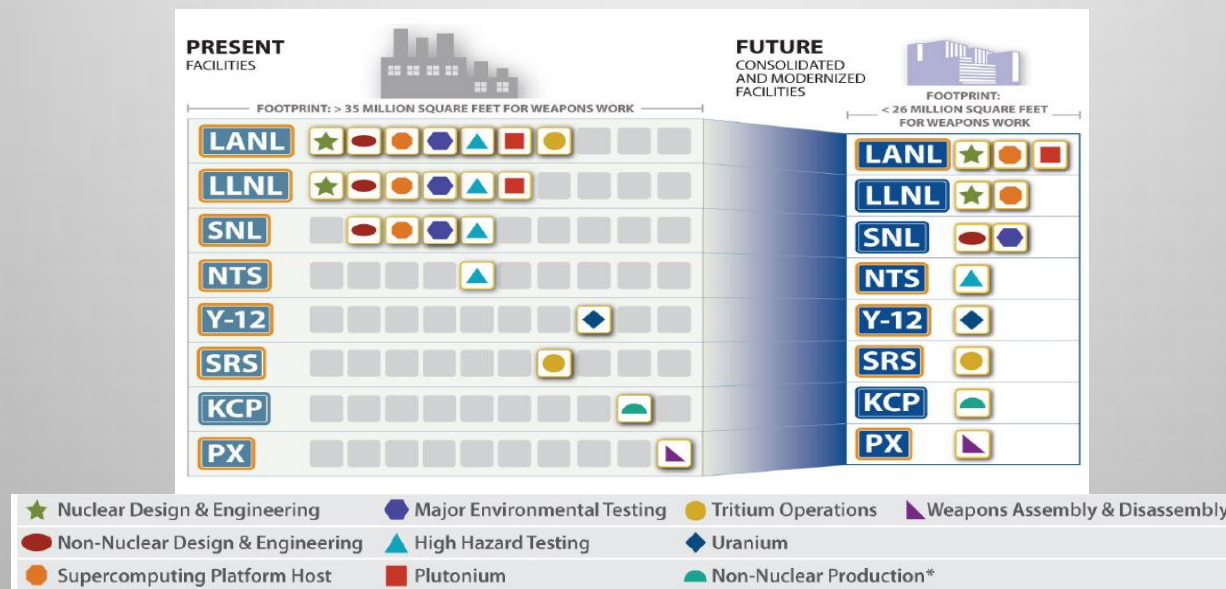 PRESENT
FACILITIES
FOOTPRINT: > 35 MILLION SQUARE FEET FOR WEAPONS WORK
LANL
LLNL
SNL
NTS
Y-12
SRS
KCP
PX
FUTURE
CONSOLIDATED
AND MODERNIZED
FACILITIES
FOOTPRINT:
< 26 MILLION SQUARE FEET
FOR WEAPONS WORK
LANL
LLNL
SNL
NTS
Y-12
SRS
KCP
PX
Nuclear Design & Engineering
Major Environmental Testing
Tritium Operations
Weapons Assembly & Disassembly
Non-Nuclear Design & Engineering
High Hazard Testing
Uranium
Supercomputing Platform Host
Plutonium
Non-Nuclear Production*